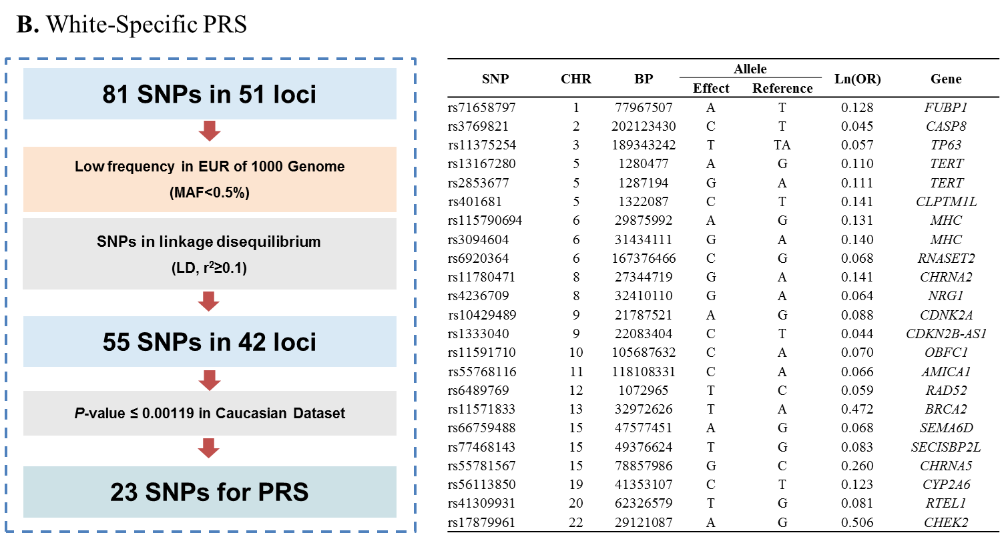 B. White-Specific PRS
81 SNPs in 51 loci
Low frequency in EUR of 1000 Genome
(MAF<0.5%)
SNPs in linkage disequilibrium
(LD, r²≥0.1)
55 SNPs in 42 loci
P-value ≤ 0.00119 in Caucasian Dataset
23 SNPs for PRS
SNP CHR BP Allele Ln(OR) Gene
Effect Reference
rs71658797 1 77967507 A T 0.128 FUBP1
rs3769821 2 202123430 C T 0.045 CASP8
rs11375254 3 189343242 T TA 0.057 TP63
rs13167280 5 1280477 A G 0.110 TERT
rs2853677 5 1287194 G A 0.111 TERT
rs401681 5 1322087 C T 0.141 CLPTM1L
rs115790694 6 29875992 A G 0.131 MHC
rs3094604 6 31434111 G A 0.140 MHC
rs6920364 6 167376466 C G 0.068 RNASET2
rs11780471 8 27344719 G A 0.141 CHRNA2
rs4236709 8 32410110 G A 0.064 NRG1
rs10429489 9 21787521 A G 0.088 CDNK2A
rs1333040 9 22083404 C T 0.044 CDKN2B-AS1
rs11591710 10 105687632 C A 0.070 OBFC1
rs55768116 11 118108331 C A 0.066 AMICA1
rs6489769 12 1072965 T C 0.059 RAD52
rs11571833 13 32972626 T A 0.472 BRCA2
rs66759488 15 47577451 A G 0.068 SEMA6D
rs77468143 15 49376624 T G 0.083 SECISBP2L
rs55781567 15 78857986 G C 0.260 CHRNA5
rs56113850 19 41353107 C T 0.123 CYP2A6
rs41309931 20 62326579 T G 0.081 RTEL1
rs17879961 22 29121087 A G 0.506 CHEK2